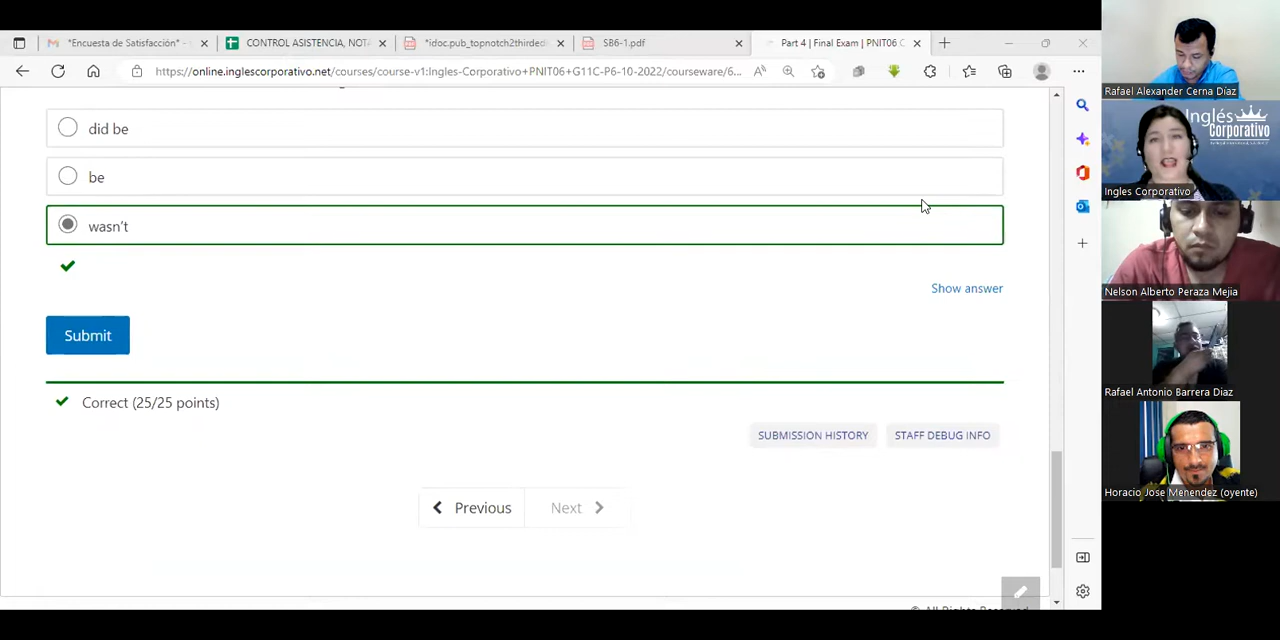 *Encuesta de Satisfacción* -
CONTROL ASISTENCIA, NOT
*idoc.pub_topnotch2thirded
SB6-1.pdf
Part 4 | Final Exam | PNIT06 C
https://online.inglescorporativo.net/courses/course-v1:Ingles-Corporativo+PNIT06+G11C-P6-10-2022/courseware/6...
did be
be
wasn't
Show answer
Submit
Correct (25/25 points)
SUBMISSION HISTORY
STAFF DEBUG INFO
Previous
Next
Rafael Alexander Cerna Díaz
Inglés
Corporativo
Ingles Corporativo
Nelson Alberto Peraza Mejia
Rafael Antonio Barrera Diaz
Horacio Jose Menendez (oyente)